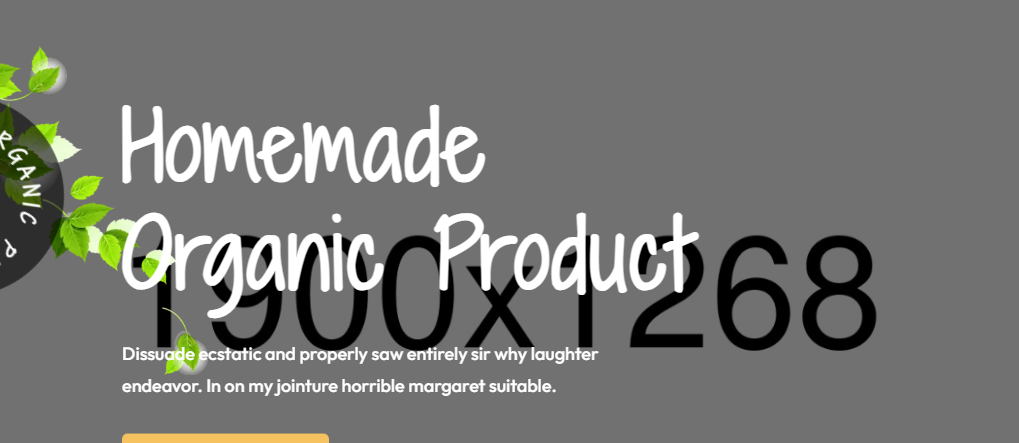 Homemade
Organic Product
1900x1268
Dissuade ecstatic and properly saw entirely sir why laughter
endeavor. In on my jointure horrible margaret suitable.
RGANIC P